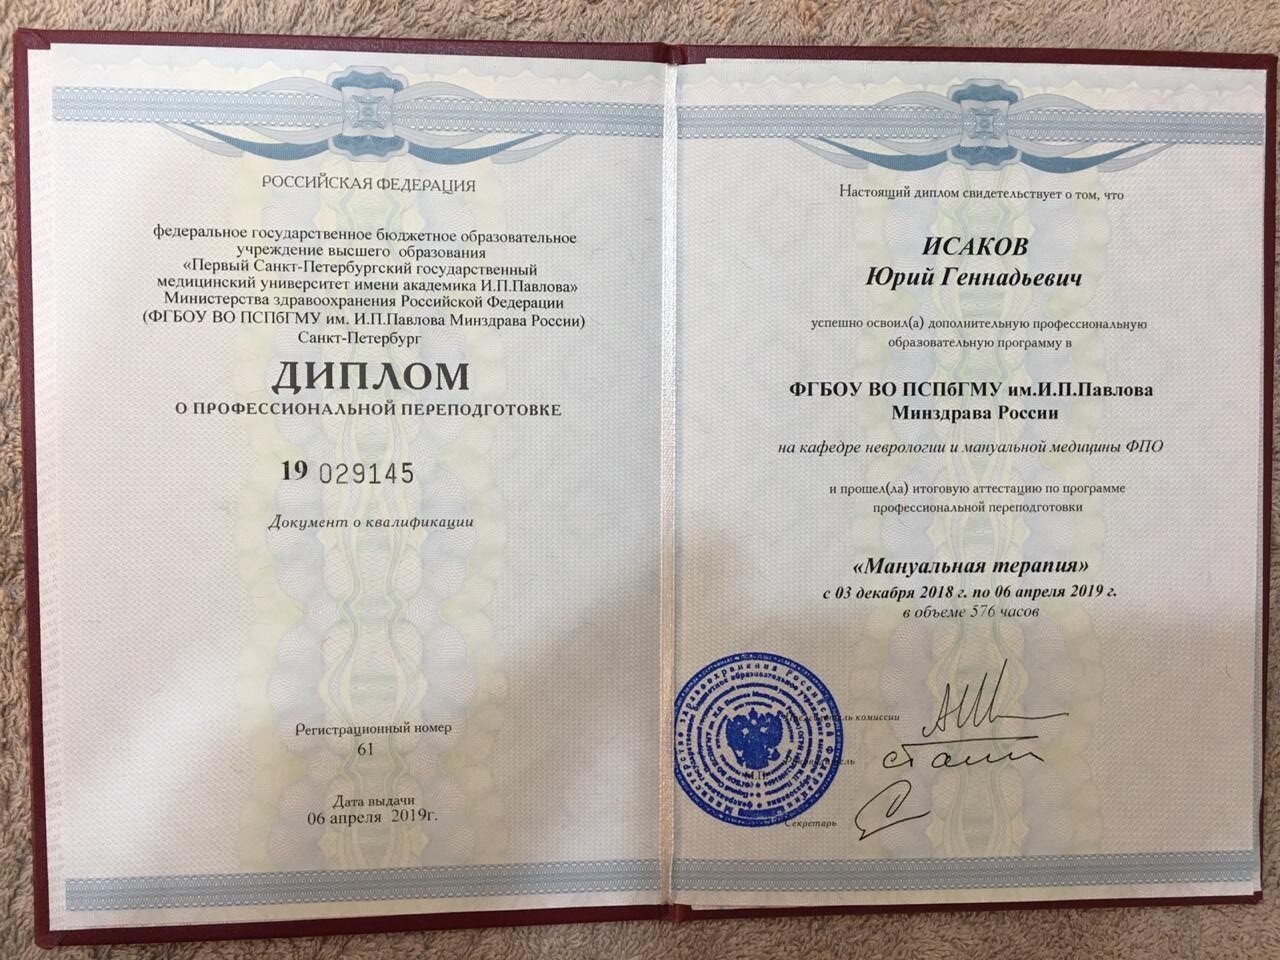 РОССИЙСКАЯ ФЕДЕРАЦИЯ
федеральное государственное бюджетное образовательное
учреждение высшего образования
«Первый Санкт-Петербургский государственный
медицинский университет имени академика И.П.Павлова»
Министерства здравоохранения Российской Федерации
(ФГБОУ ВО ПСПбГМУ им. И.П.Павлова Минздрава России)
Санкт-Петербург
ДИПЛОМ
О ПРОФЕССИОНАЛЬНОЙ ПЕРЕПОДГОТОВКЕ
19 029145
Документ о квалификации
Регистрационный номер
61
Дата выдачи
06 апреля 2019г.
Настоящий диплом свидетельствует о том, что
ИСАКОВ
Юрий Геннадьевич
успешно освоил(а) дополнительную профессиональную
образовательную программу в
ФГБОУ ВО ПСПбГМУ им.И.П.Павлова
Минздрава России
на кафедре неврологии и мануальной медицины ФПО
и прошел(ла) итоговую аттестацию по программе
профессиональной переподготовки
«Мануальная терапия»
с 03 декабря 2018 г. по 06 апреля 2019 г.
в объеме 576 часов
Председатель комиссии
Руководитель
М.П.
Секретарь